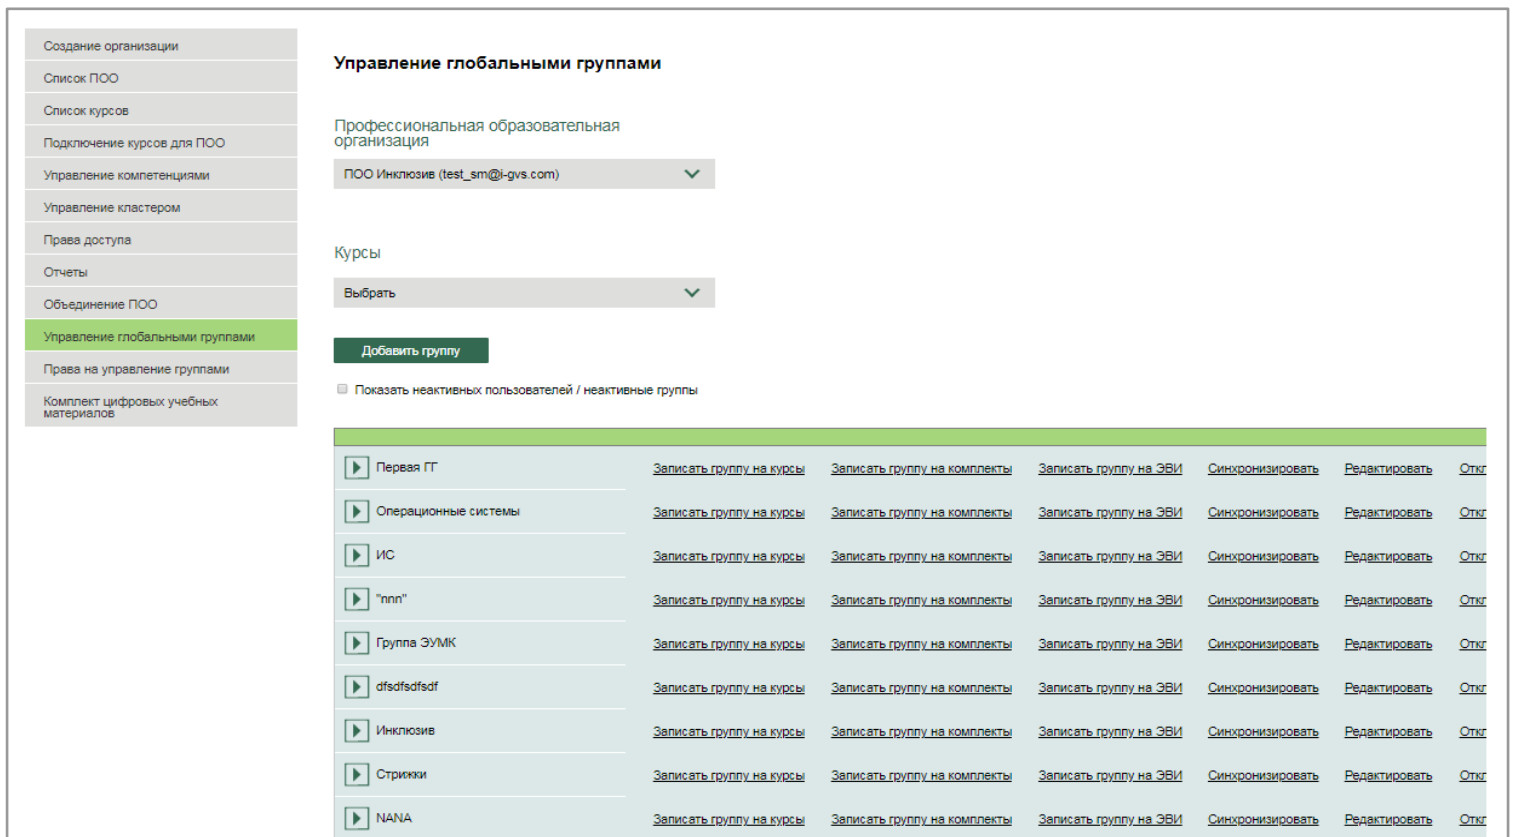 Создание организации
Список ПОО
Список курсов
Подключение курсов для ПОО
Управление компетенциями
Управление кластером
Права доступа
Отчеты
Объединение ПОО
Управление глобальными группами
Права на управление группами
Комплект цифровых учебных
материалов
Управление глобальными группами
Профессиональная образовательная
организация
ПОО Инклюзив (test_sm@i-gvs.com)
Курсы
Выбрать
Добавить группу
Показать неактивных пользователей / неактивные группы
Первая ГГ Записать группу на курсы Записать группу на комплекты Записать группу на ЭВИ Синхронизировать Редактировать Откл
Операционные системы Записать группу на курсы Записать группу на комплекты Записать группу на ЭВИ Синхронизировать Редактировать Откл
ИС Записать группу на курсы Записать группу на комплекты Записать группу на ЭВИ Синхронизировать Редактировать Откл
"nnn" Записать группу на курсы Записать группу на комплекты Записать группу на ЭВИ Синхронизировать Редактировать Откл
Группа ЭУМК Записать группу на курсы Записать группу на комплекты Записать группу на ЭВИ Синхронизировать Редактировать Откл
dfsdfsdfsdf Записать группу на курсы Записать группу на комплекты Записать группу на ЭВИ Синхронизировать Редактировать Откл
Инклюзив Записать группу на курсы Записать группу на комплекты Записать группу на ЭВИ Синхронизировать Редактировать Откл
Стрижки Записать группу на курсы Записать группу на комплекты Записать группу на ЭВИ Синхронизировать Редактировать Откл
NANA Записать группу на курсы Записать группу на комплекты Записать группу на ЭВИ Синхронизировать Редактировать Откл